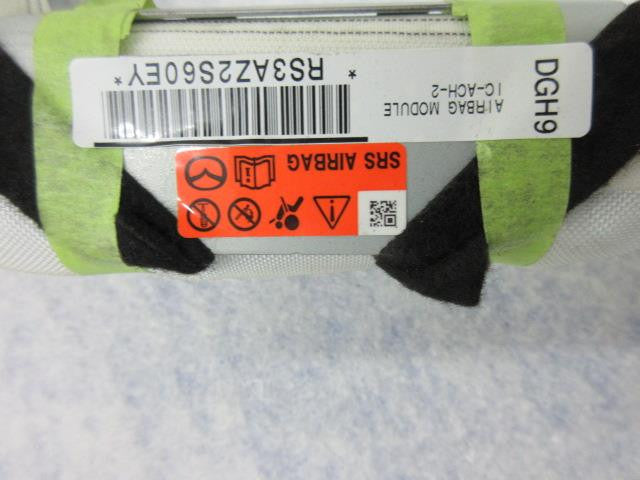 DGH9
AIRBAG MODULE
IC-ACH-2
*RS3AZ2S60EY*
SRS AIRBAG